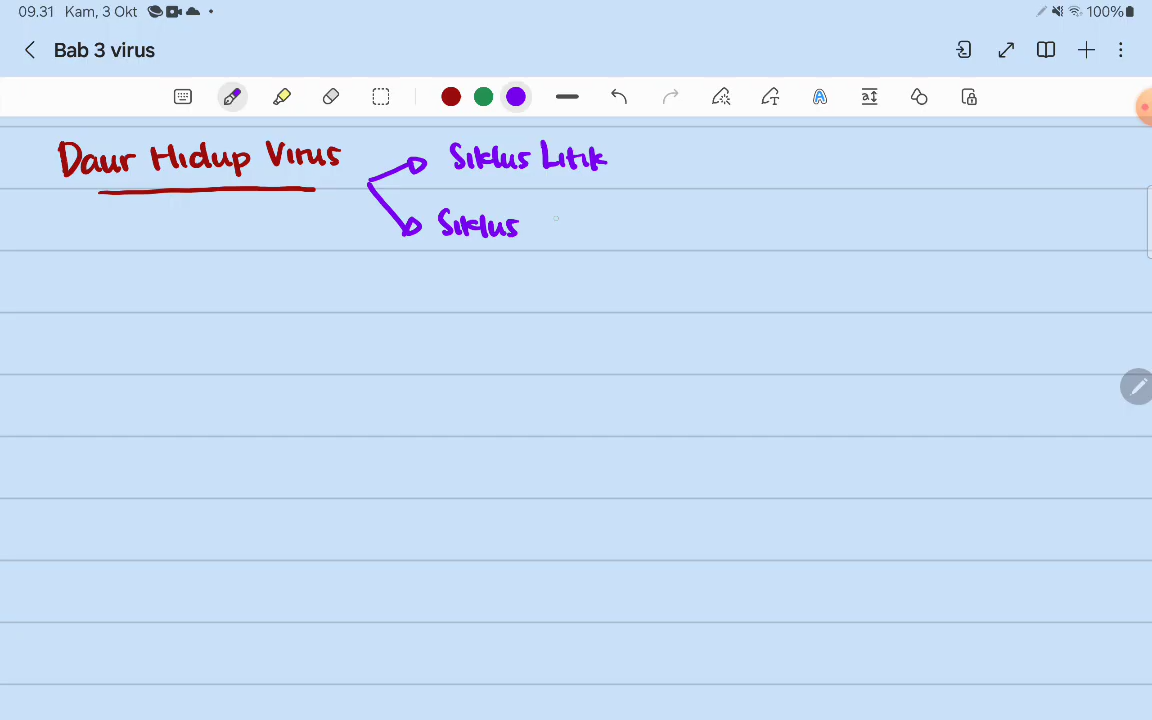 09.31 Kam, 3 Okt 100%
Bab 3 virus
Daur Hidup Virus
Siklus Litik
Siklus